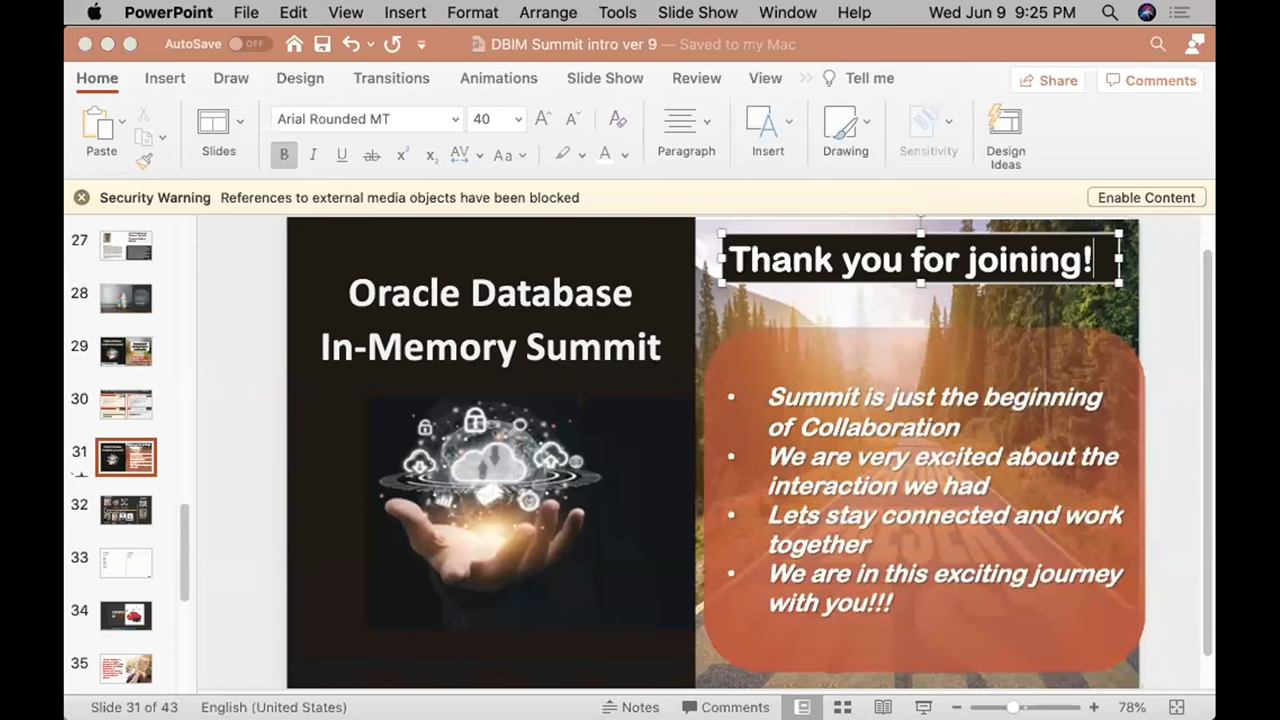 PowerPoint File Edit View Insert Format Arrange Tools Slide Show Window Help Wed Jun 9 9:25 PM
AutoSave OFF DBIM Summit intro ver 9 — Saved to my Mac
Home Insert Draw Design Transitions Animations Slide Show Review View Tell me Share Comments
Arial Rounded MT 40
Paste Slides B I U ab x² x₂ AV Aa A Paragraph Insert Drawing Sensitivity Design
Ideas
Security Warning References to external media objects have been blocked Enable Content
27
28
29
30
31
32
33
34
35
Oracle Database
In-Memory Summit
Thank you for joining!
• Summit is just the beginning
of Collaboration
• We are very excited about the
interaction we had
• Lets stay connected and work
together
• We are in this exciting journey
with you!!!
Slide 31 of 43 English (United States) Notes Comments 78%